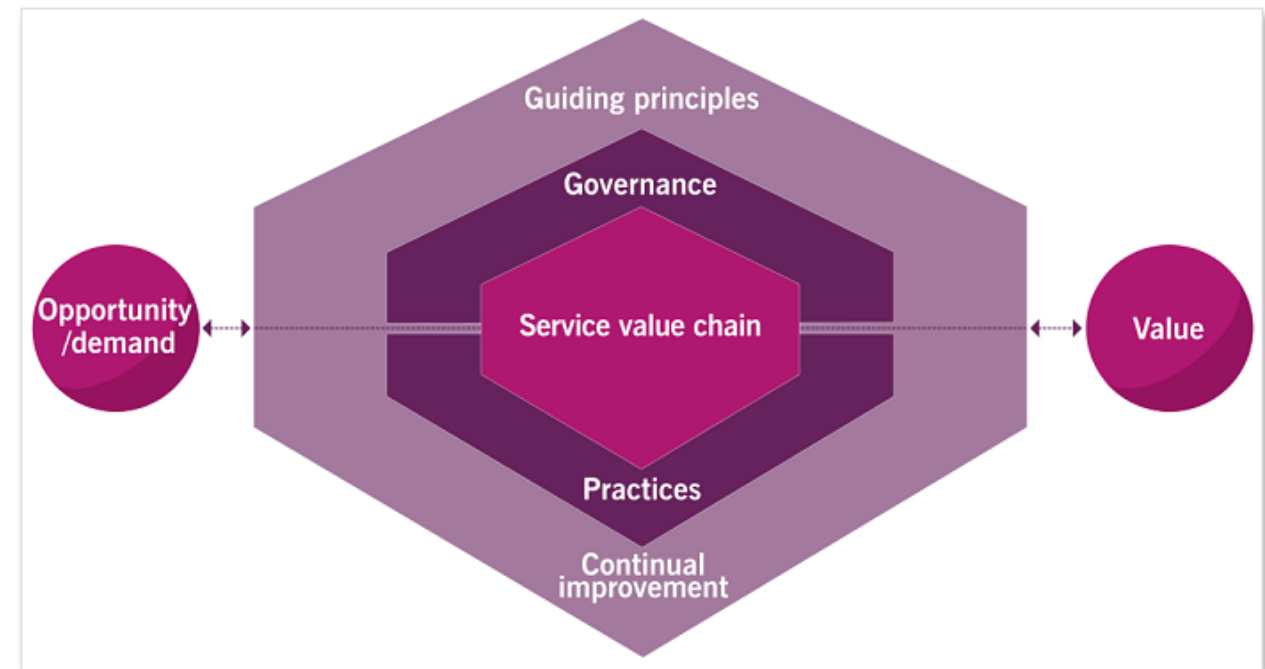 Guiding principles
Governance
Opportunity
/demand
Service value chain
Value
Practices
Continual
improvement